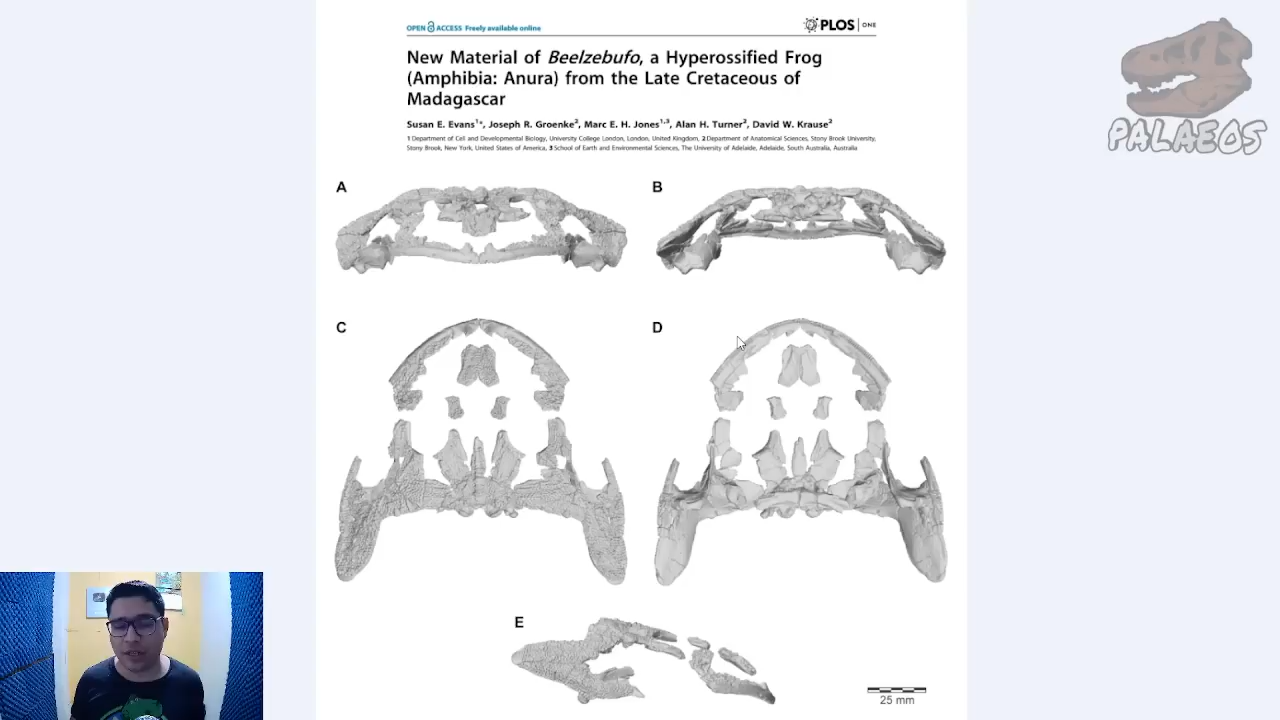 OPEN ACCESS Freely available online
PLOS | ONE
New Material of Beelzebufo, a Hyperossified Frog
(Amphibia: Anura) from the Late Cretaceous of
Madagascar
Susan E. Evans1*, Joseph R. Groenke2, Marc E. H. Jones1,3, Alan H. Turner2, David W. Krause2
1 Department of Cell and Developmental Biology, University College London, London, United Kingdom, 2 Department of Anatomical Sciences, Stony Brook University,
Stony Brook, New York, United States of America, 3 School of Earth and Environmental Sciences, The University of Adelaide, Adelaide, South Australia, Australia
PALAEOS
A
B
C
D
E
25 mm